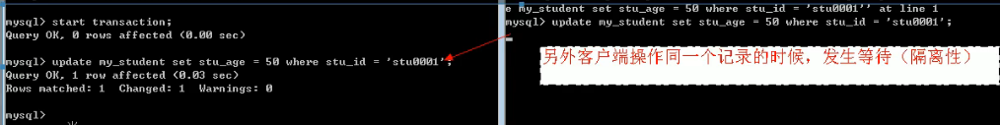 mysql> start transaction;
Query OK, 0 rows affected (0.00 sec)
mysql> update my_student set stu_age = 50 where stu_id = 'stu0001';
Query OK, 1 row affected (0.03 sec)
Rows matched: 1  Changed: 1  Warnings: 0
mysql>
e my_student set stu_age = 50 where stu_id = 'stu0001'' at line 1
mysql> update my_student set stu_age = 50 where stu_id = 'stu0001';
另外客户端操作同一个记录的时候，发生等待（隔离性）